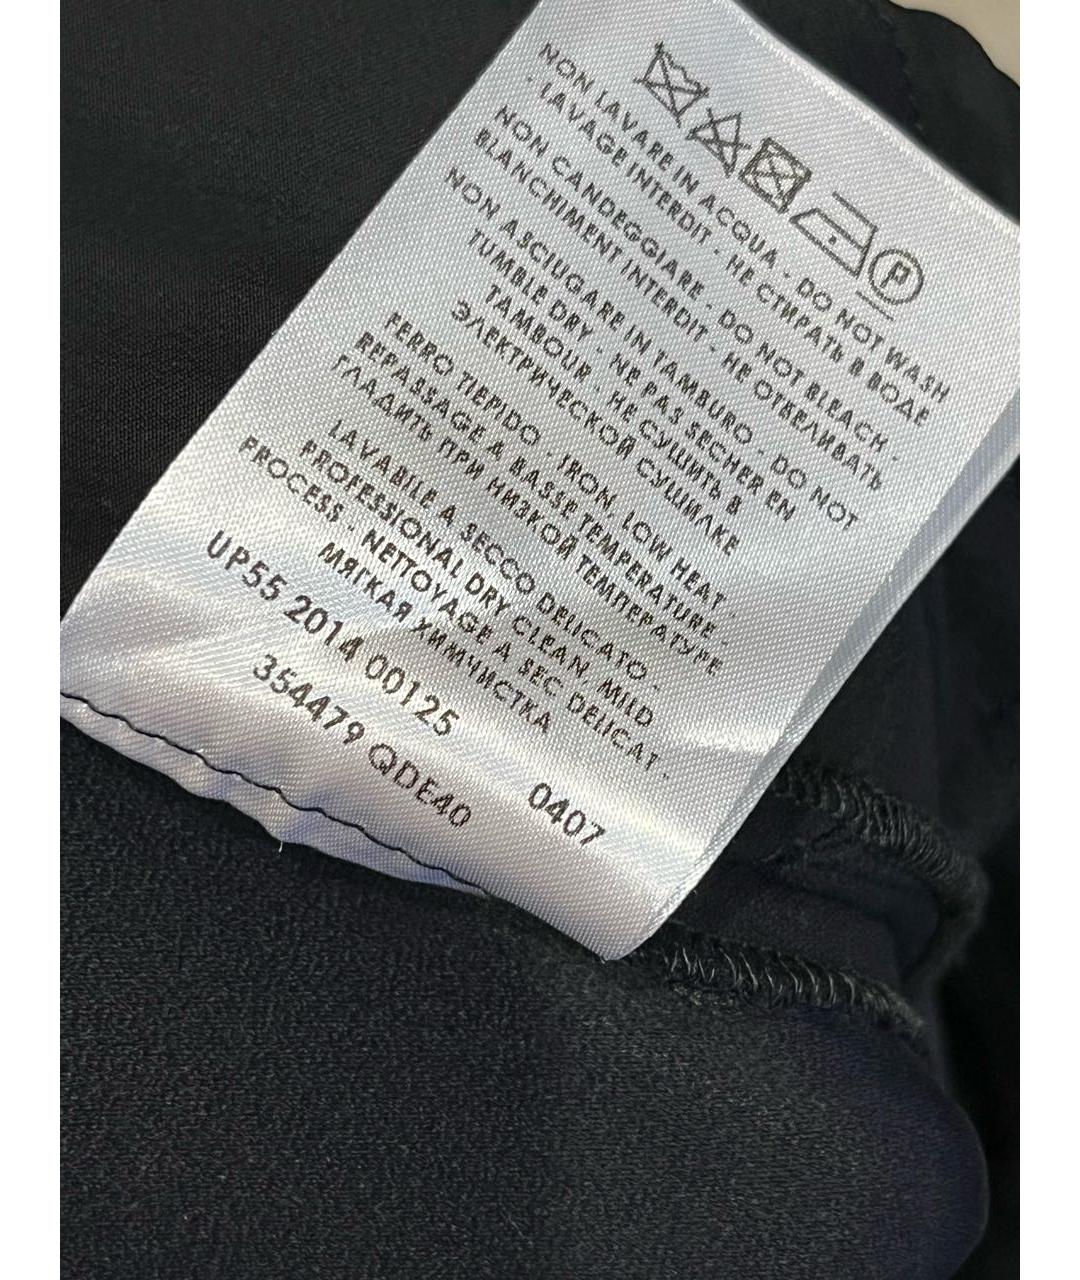 P
NON LAVARE IN ACQUA - DO NOT WASH
- LAVAGE INTERDIT - НЕ СТИРАТЬ В ВОДЕ
NON CANDEGGIARE - DO NOT BLEACH -
BLANCHIMENT INTERDIT - НЕ ОТБЕЛИВАТЬ
NON ASCIUGARE IN TAMBURO - DO NOT
TUMBLE DRY - NE PAS SECHER EN
TAMBOUR - НЕ СУШИТЬ В
ЭЛЕКТРИЧЕСКОЙ СУШИЛКЕ
FERRO TIEPIDO - IRON, LOW HEAT
REPASSAGE A BASSE TEMPERATURE -
ГЛАДИТЬ ПРИ НИЗКОЙ ТЕМПЕРАТУРЕ
LAVABILE A SECCO DELICATO -
PROFESSIONAL DRY CLEAN, MILD
PROCESS - NETTOYAGE A SEC DELICAT -
МЯГКАЯ ХИМЧИСТКА
UP55 2014 00125
354479 QDE40 0407